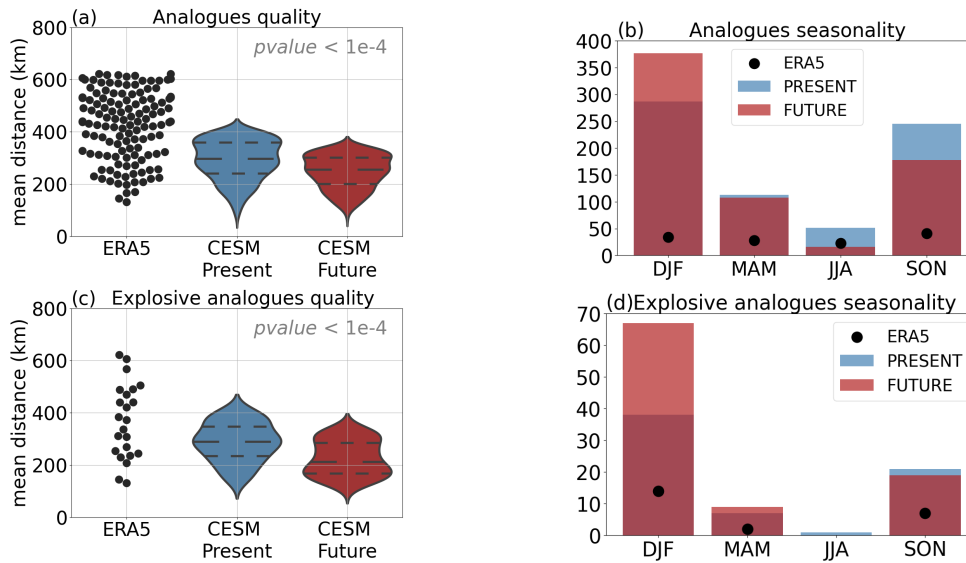 (a) Analogues quality
800
600
400
200
0
mean distance (km)
pvalue < 1e-4
ERA5
CESM
Present
CESM
Future
(b) Analogues seasonality
400
350
300
250
200
150
100
50
0
ERA5
PRESENT
FUTURE
DJF
MAM
JJA
SON
(c) Explosive analogues quality
800
600
400
200
0
mean distance (km)
pvalue < 1e-4
ERA5
CESM
Present
CESM
Future
(d)Explosive analogues seasonality
70
60
50
40
30
20
10
0
ERA5
PRESENT
FUTURE
DJF
MAM
JJA
SON